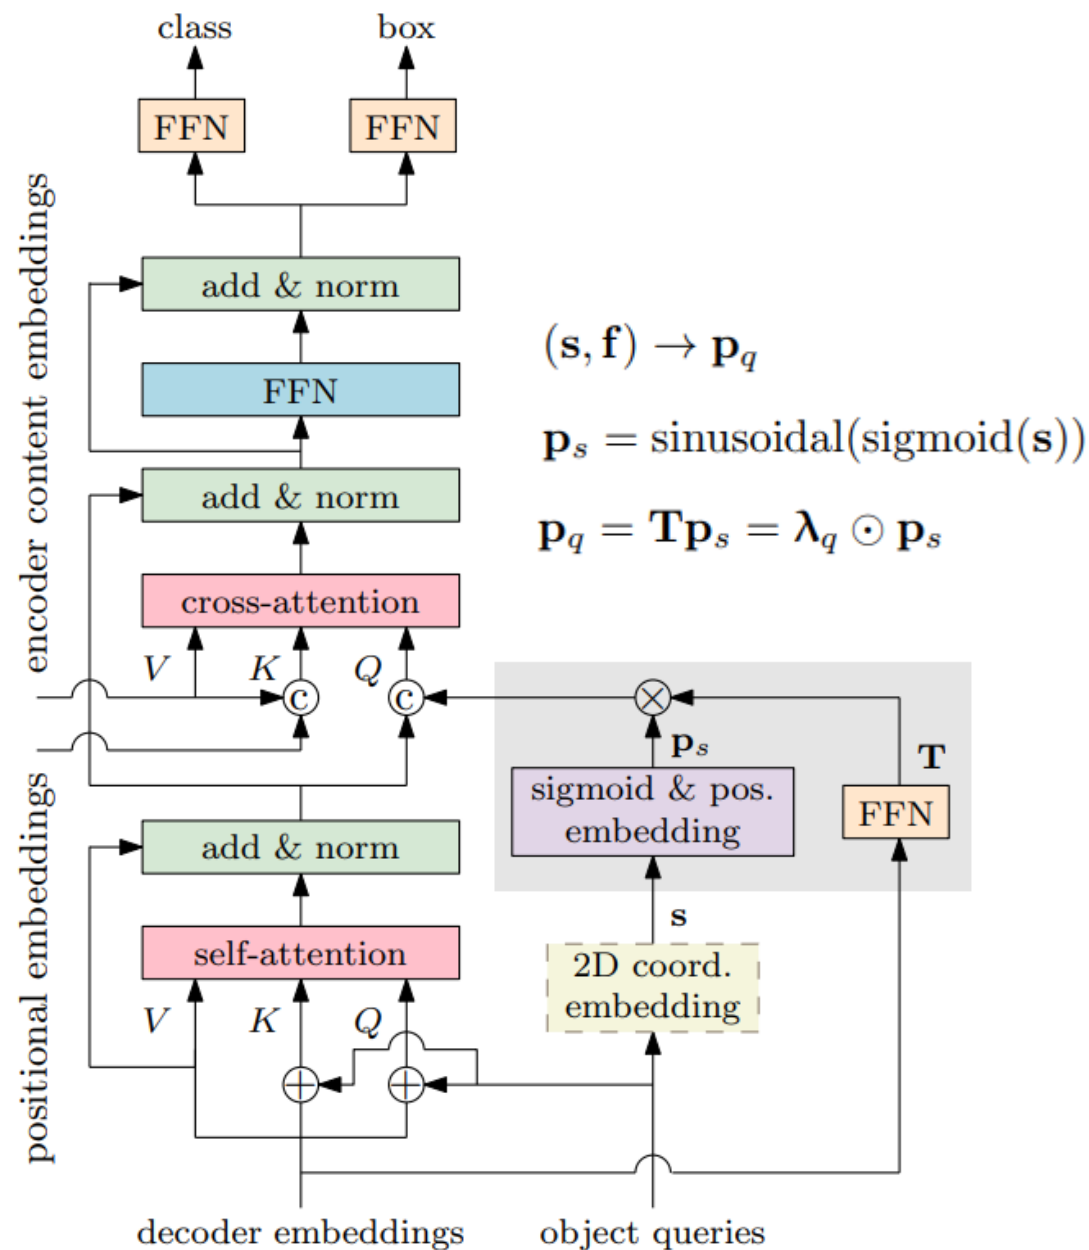 class
box
FFN
FFN
add & norm
FFN
add & norm
cross-attention
V
K
Q
c
c
add & norm
self-attention
V
K
Q
encoder content embeddings
positional embeddings
(s, f) → p_q
p_s = sinusoidal(sigmoid(s))
p_q = Tp_s = λ_q ⊙ p_s
p_s
T
sigmoid & pos.
embedding
FFN
s
2D coord.
embedding
decoder embeddings
object queries